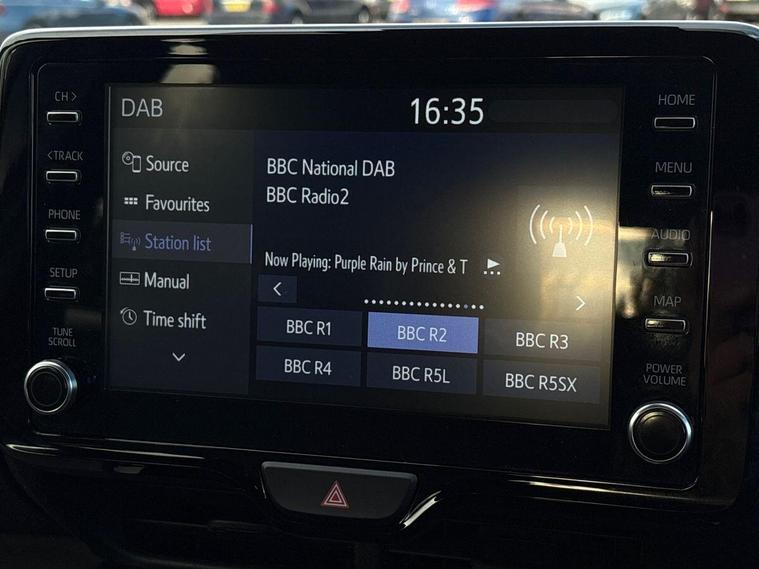 CH >
< TRACK
PHONE
SETUP
TUNE
SCROLL
DAB
16:35
Source
Favourites
Station list
Manual
Time shift
BBC National DAB
BBC Radio2
Now Playing: Purple Rain by Prince & T
BBC R1
BBC R2
BBC R3
BBC R4
BBC R5L
BBC R5SX
HOME
MENU
AUDIO
MAP
POWER
VOLUME